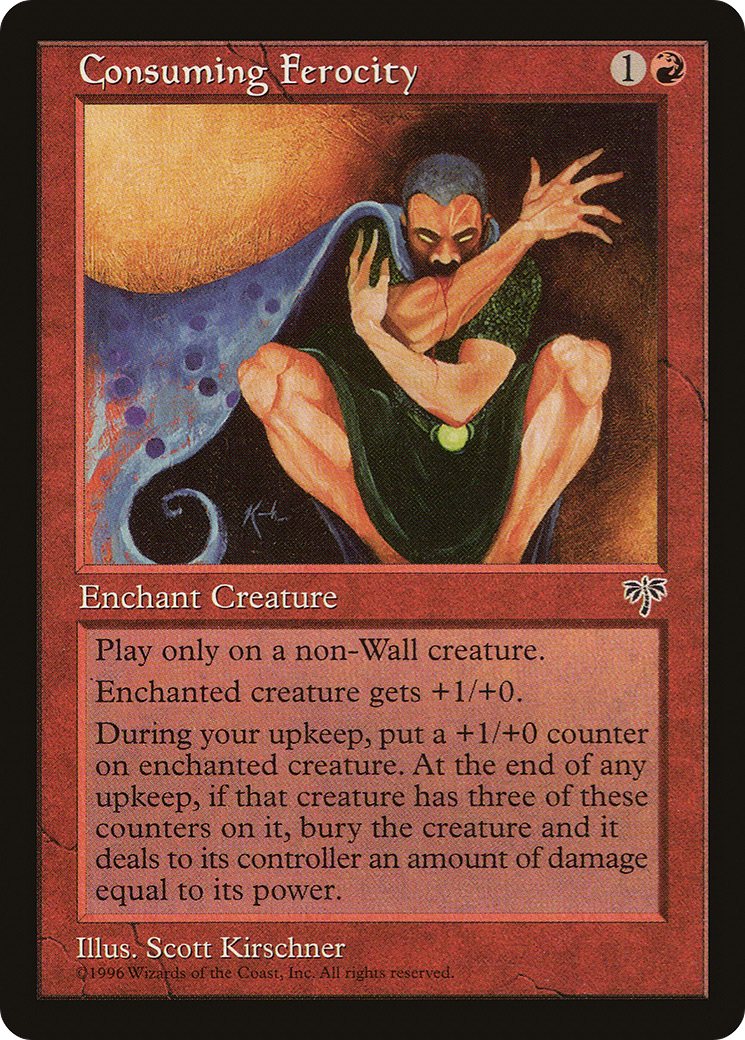 Consuming Ferocity 1
Enchant Creature
Play only on a non-Wall creature.
Enchanted creature gets +1/+0.
During your upkeep, put a +1/+0 counter
on enchanted creature. At the end of any
upkeep, if that creature has three of these
counters on it, bury the creature and it
deals to its controller an amount of damage
equal to its power.
Illus. Scott Kirschner
©1996 Wizards of the Coast, Inc. All rights reserved.